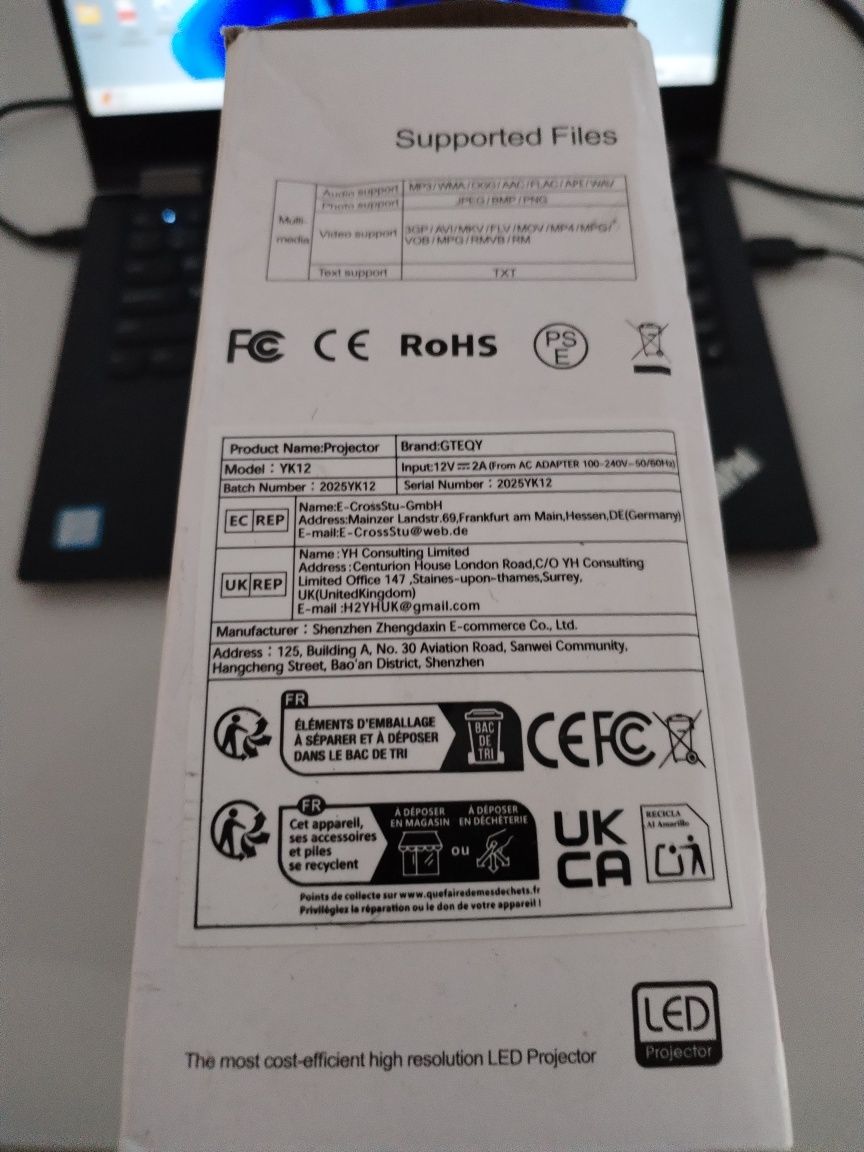 Supported Files
Multi-media
Audio support MP3/WMA/OGG/AAC/FLAC/APE/WAV
Photo support JPEG/BMP/PNG
Video support 3GP/AVI/MKV/FLV/MOV/MP4/MPG/
VOB/MPG/RMVB/RM
Text support TXT
FC CE RoHS PSE
Product Name:Projector Brand:GTEQY
Model：YK12 Input:12V⎓2A(From AC ADAPTER 100-240V~50/60Hz)
Batch Number：2025YK12 Serial Number：2025YK12
EC REP
Name:E-CrossStu-GmbH
Address:Mainzer Landstr.69,Frankfurt am Main,Hessen,DE(Germany)
E-mail:E-CrossStu@web.de
UK REP
Name:YH Consulting Limited
Address:Centurion House London Road,C/O YH Consulting
Limited Office 147 ,Staines-upon-thames,Surrey,
UK(UnitedKingdom)
E-mail :H2YHUK@gmail.com
Manufacturer：Shenzhen Zhengdaxin E-commerce Co., Ltd.
Address：125, Building A, No. 30 Aviation Road, Sanwei Community,
Hangcheng Street, Bao'an District, Shenzhen
FR
ÉLÉMENTS D'EMBALLAGE
À SÉPARER ET À DÉPOSER
DANS LE BAC DE TRI
BAC
DE
TRI
CE FC
FR
Cet appareil,
ses accessoires
et piles
se recyclent
À DÉPOSER
EN MAGASIN
ou
À DÉPOSER
EN DÉCHÈTERIE
Points de collecte sur www.quefairedemesdechets.fr
Privilégiez la réparation ou le don de votre appareil !
UK
CA
RECICLA
Al Amarillo
The most cost-efficient high resolution LED Projector
LED
Projector